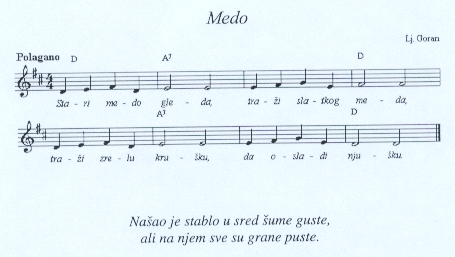 Medo
Lj. Goran
Polagano
D A7 D
Sta - ri me - do gle - da, tra - ži sla - tkog me - da,
A7 D
tra - ži zre - lu kru - šku, da o - sla - di nju - šku.
Našao je stablo u sred šume guste,
ali na njem sve su grane puste.